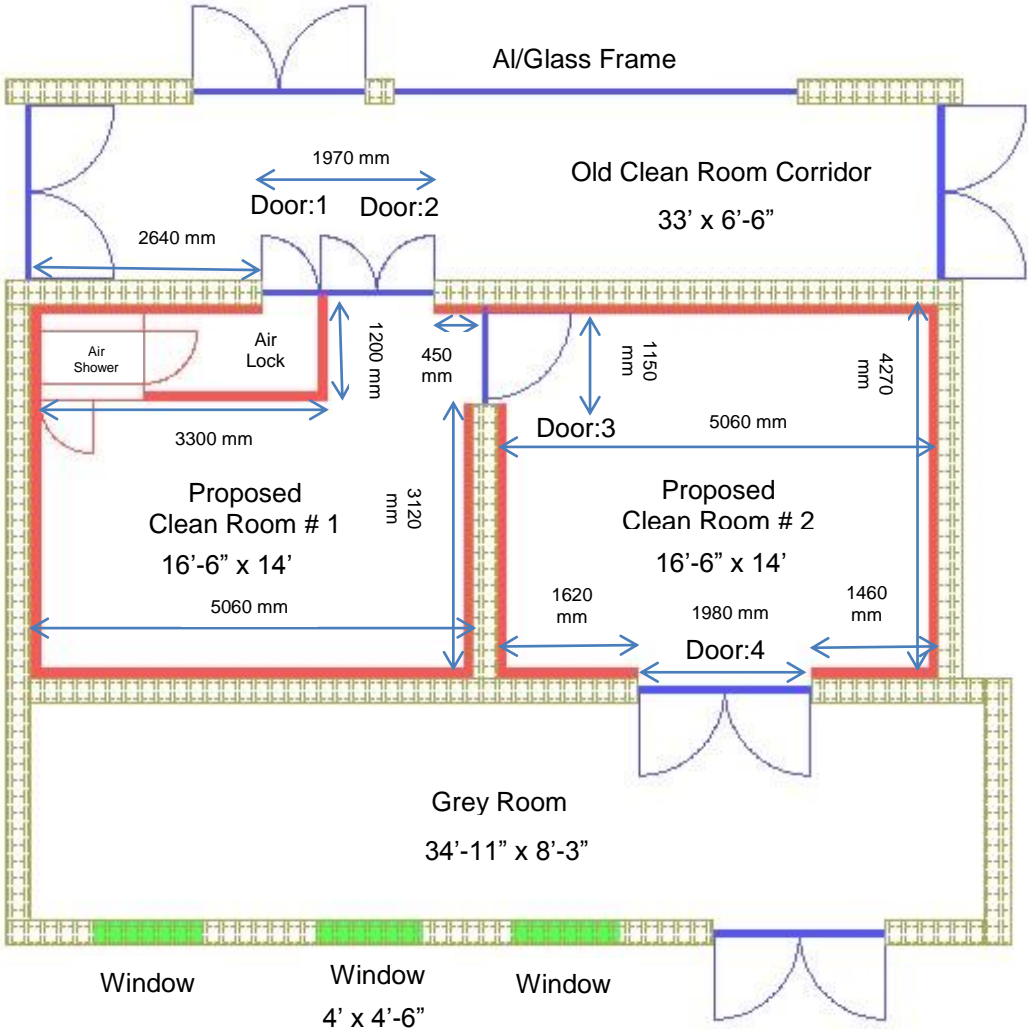 Al/Glass Frame
1970 mm
Old Clean Room Corridor
Door:1
Door:2
33’ x 6’-6”
2640 mm
Air
Shower
Air
Lock
1200 mm
450
mm
1150
mm
4270
mm
3300 mm
Door:3
5060 mm
Proposed
Clean Room # 1
16’-6” x 14’
3120
mm
Proposed
Clean Room # 2
16’-6” x 14’
5060 mm
1620
mm
1980 mm
1460
mm
Door:4
Grey Room
34’-11” x 8’-3”
Window
Window
4’ x 4’-6”
Window